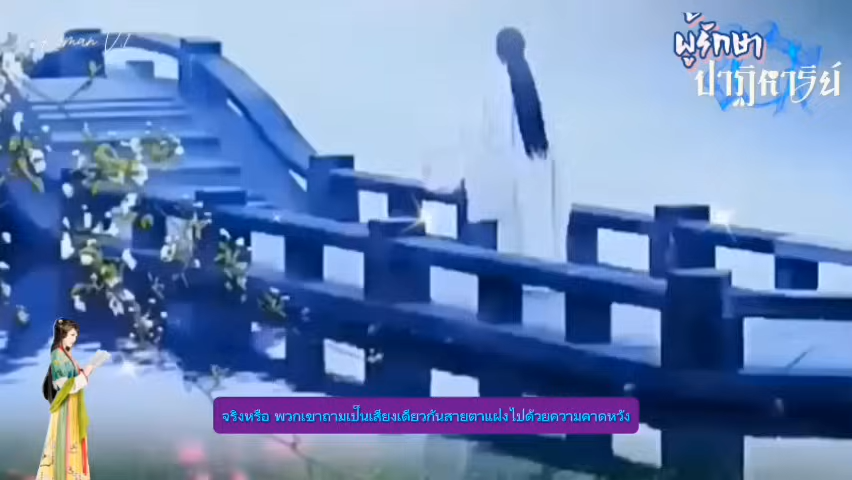 ผู้รักษา
ปาฏิหาริย์
จริงหรือ พวกเขาถามเป็นเสียงเดียวกันสายตาแฝงไปด้วยความคาดหวัง